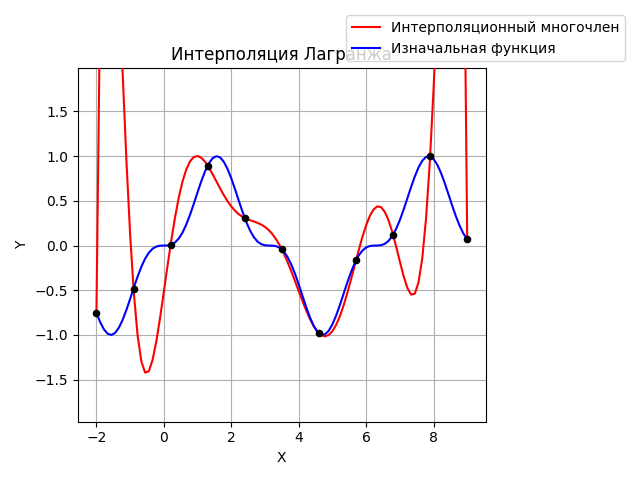 Интерполяционный многочлен
Изначальная функция
Интерполяция Лагранжа
1.5
1.0
0.5
0.0
−0.5
−1.0
−1.5
Y
−2 0 2 4 6 8
X